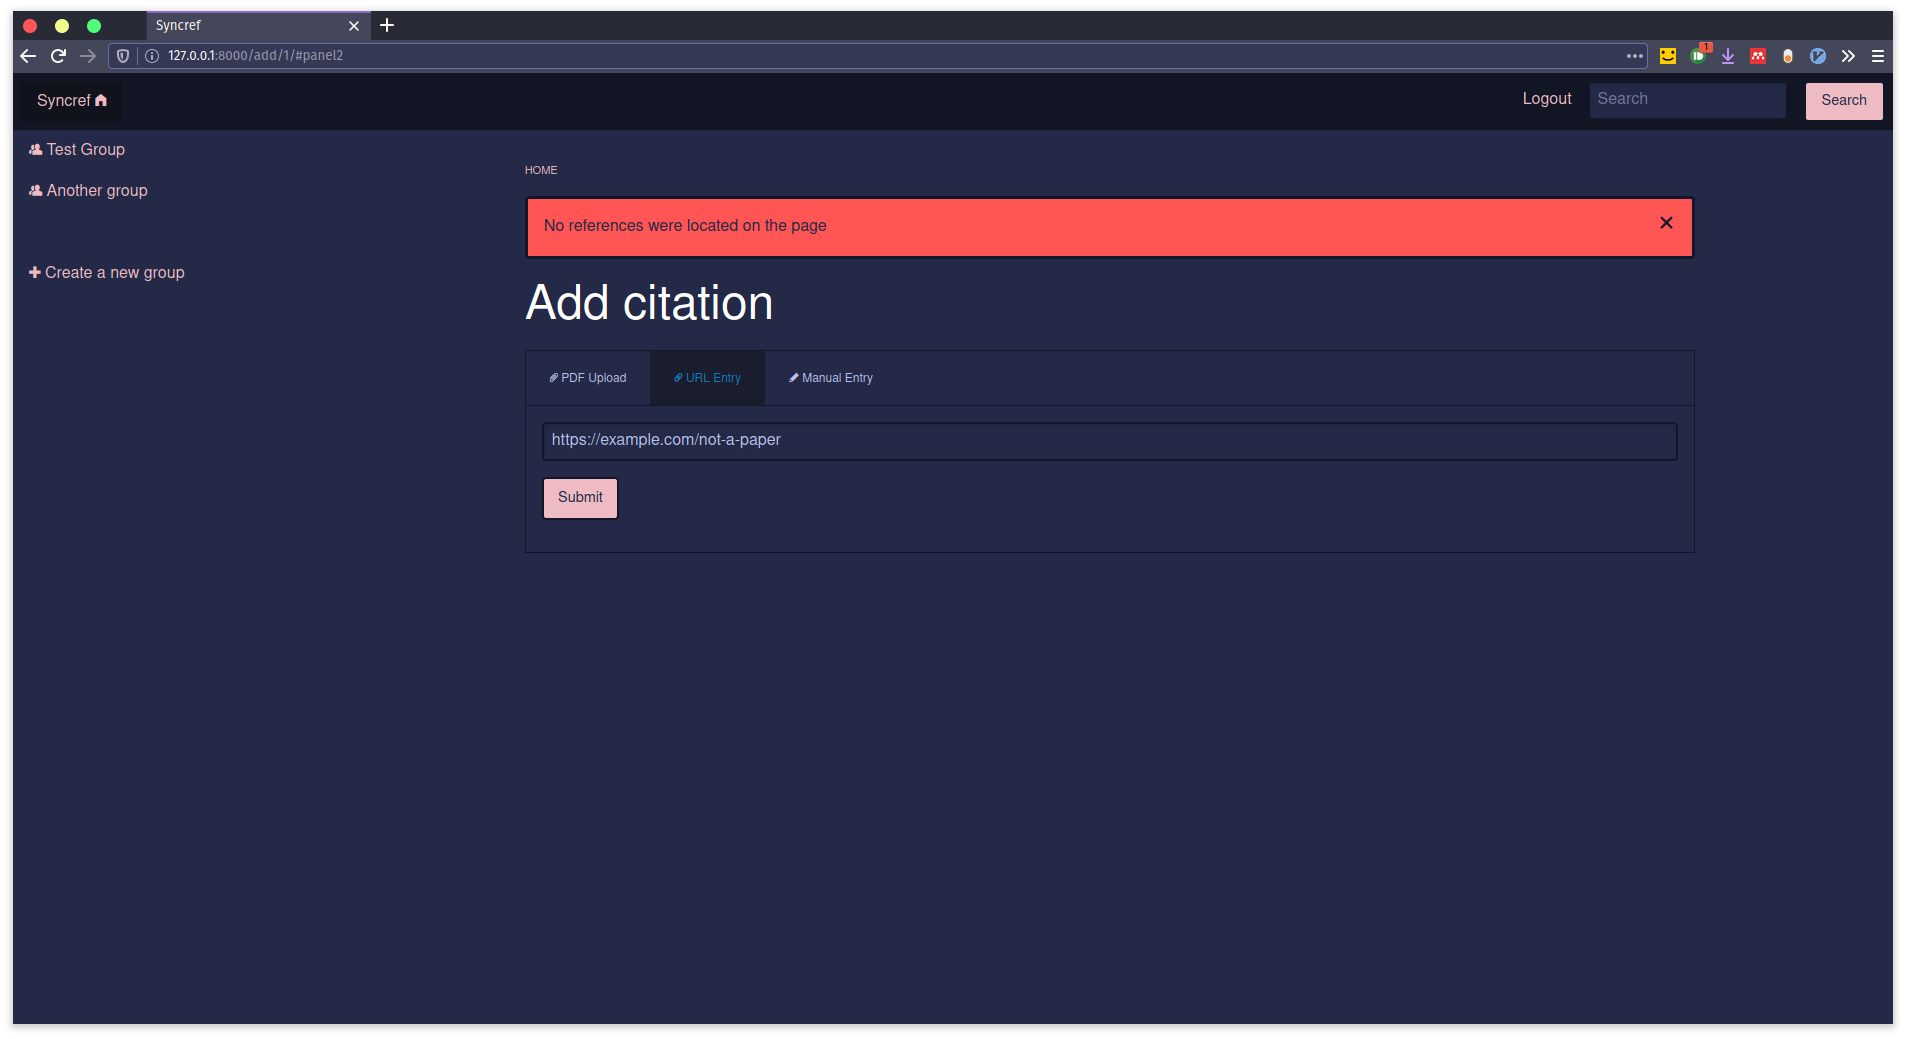 Syncref
127.0.0.1:8000/add/1/#panel2
1
Syncref
Logout
Search
Search
Test Group
Another group
Create a new group
HOME
No references were located on the page
Add citation
PDF Upload
URL Entry
Manual Entry
https://example.com/not-a-paper
Submit